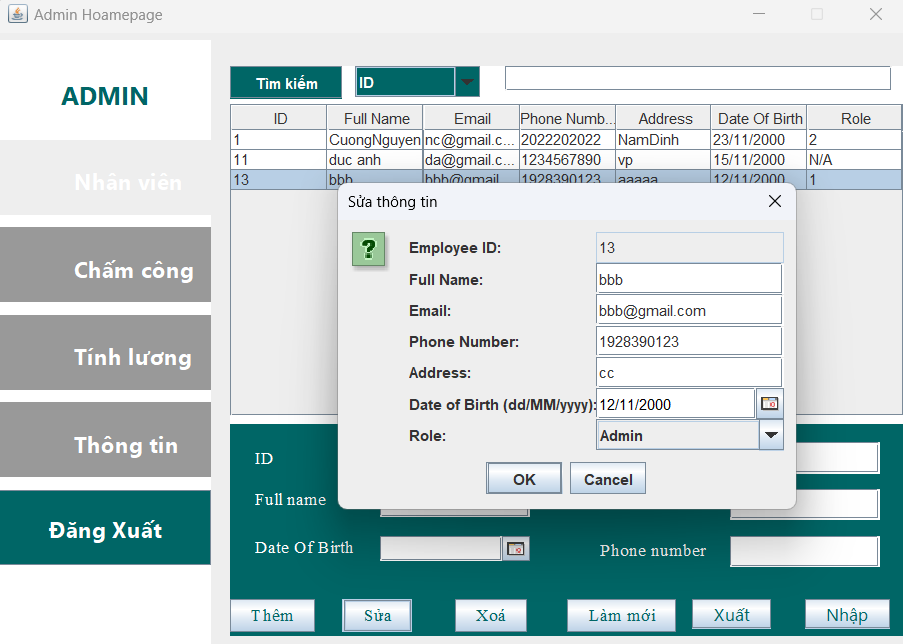 Admin Hoamepage
ADMIN
Nhân viên
Chấm công
Tính lương
Thông tin
Đăng Xuất
Tìm kiếm ID
ID Full Name Email Phone Numb... Address Date Of Birth Role
1 CuongNguyen nc@gmail.c... 2022202022 NamDinh 23/11/2000 2
11 duc anh da@gmail.c... 1234567890 vp 15/11/2000 N/A
13 bbb bbb@gmail 1928390123 aaaaa 12/11/2000 1
Sửa thông tin
?
Employee ID: 13
Full Name: bbb
Email: bbb@gmail.com
Phone Number: 1928390123
Address: cc
Date of Birth (dd/MM/yyyy): 12/11/2000
Role: Admin
OK Cancel
ID
Full name
Date Of Birth Phone number
Thêm Sửa Xoá Làm mới Xuất Nhập